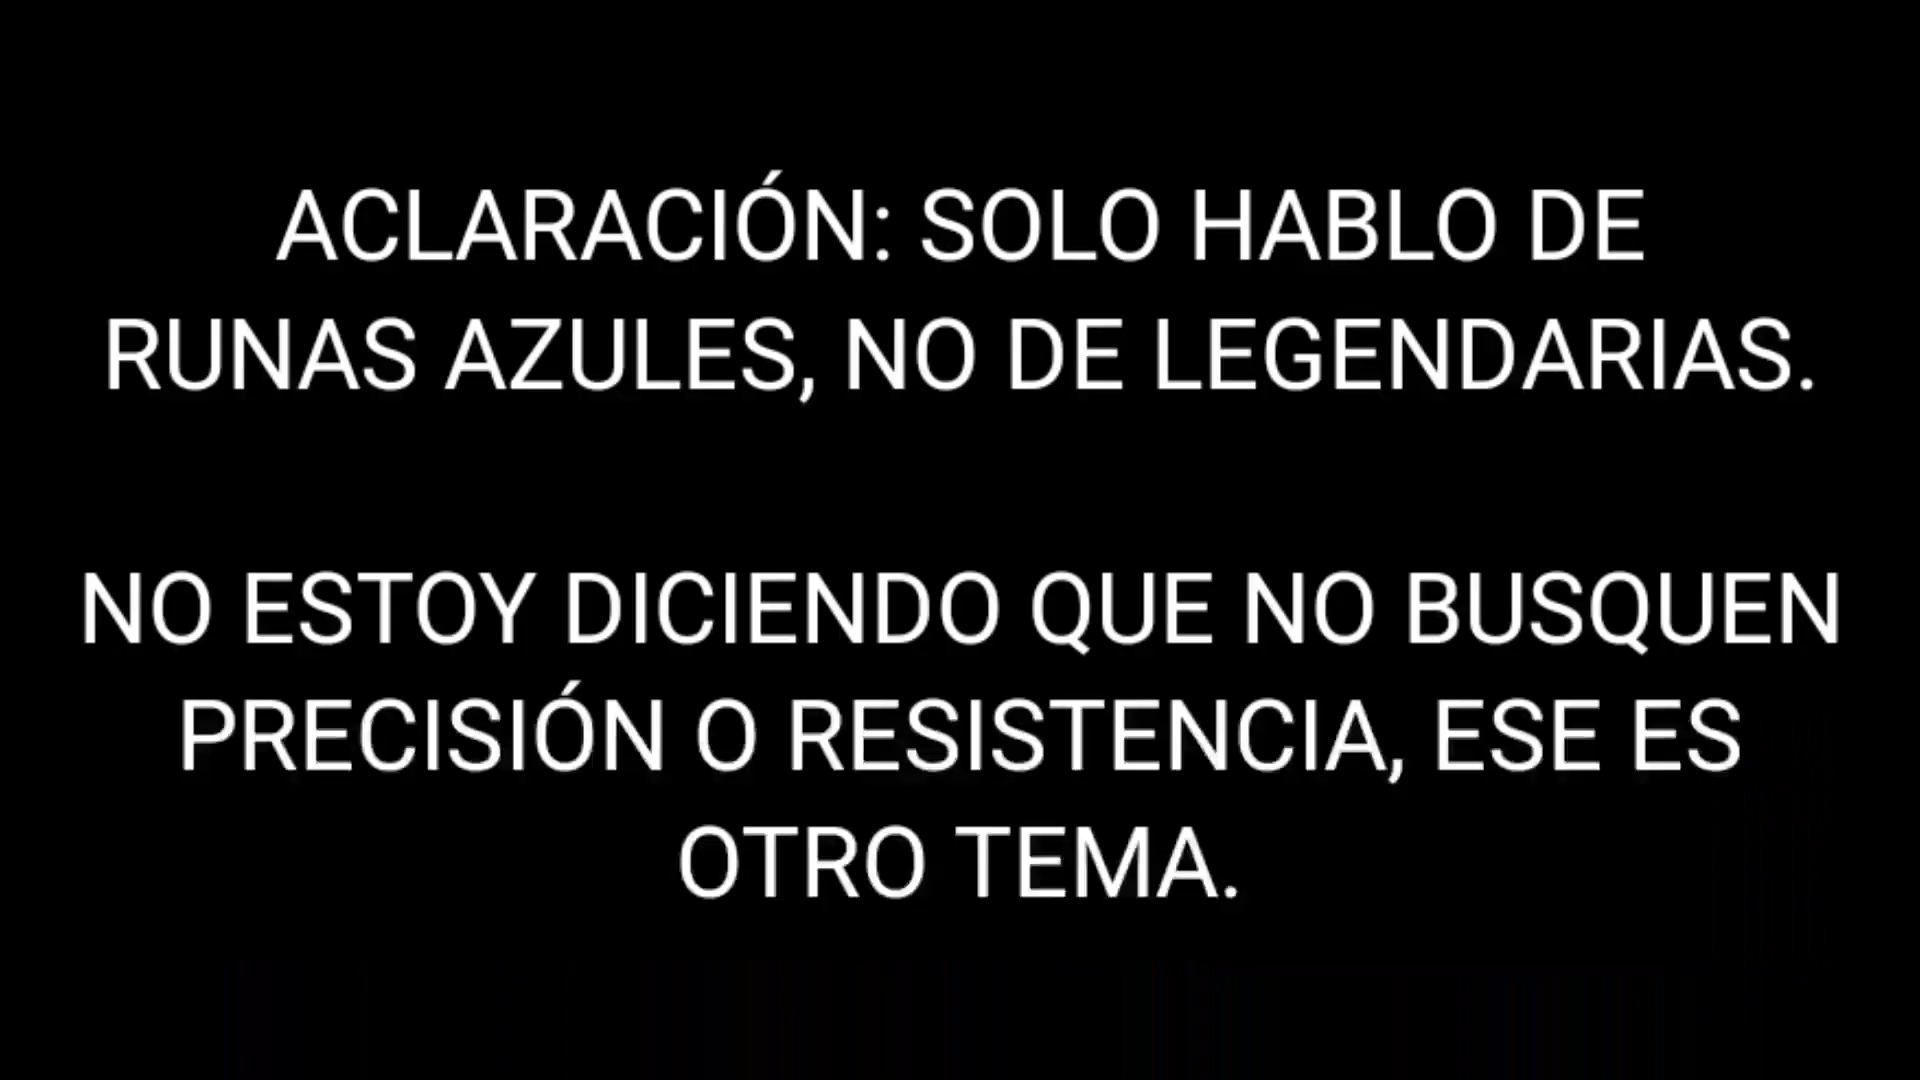 ACLARACIÓN: SOLO HABLO DE
RUNAS AZULES, NO DE LEGENDARIAS.
NO ESTOY DICIENDO QUE NO BUSQUEN
PRECISIÓN O RESISTENCIA, ESE ES
OTRO TEMA.